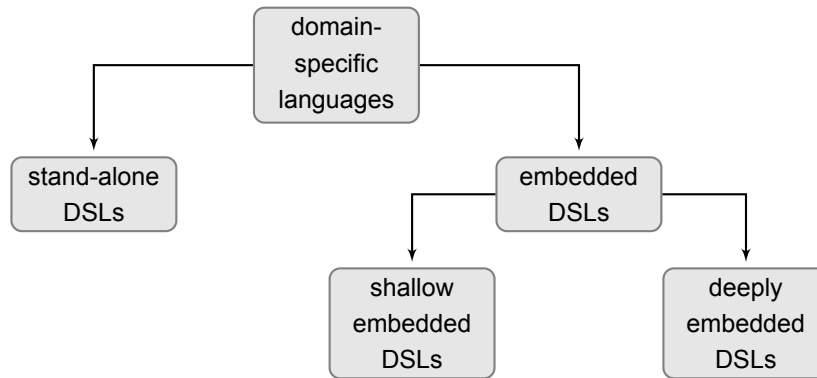 domain-
specific
languages
stand-alone
DSLs
embedded
DSLs
shallow
embedded
DSLs
deeply
embedded
DSLs